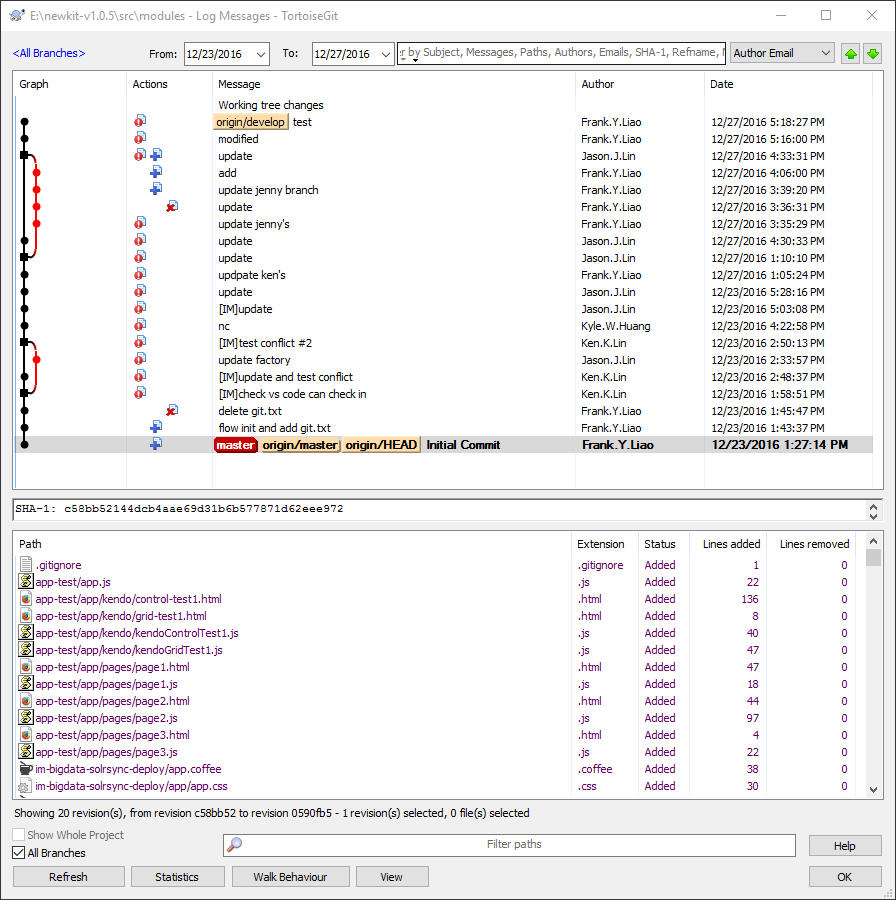 E:\newkit-v1.0.5\src\modules - Log Messages - TortoiseGit
<All Branches> From: 12/23/2016 To: 12/27/2016 by Subject, Messages, Paths, Authors, Emails, SHA-1, Refname, Author Email
Graph Actions Message Author Date
Working tree changes
origin/develop test Frank.Y.Liao 12/27/2016 5:18:27 PM
modified Frank.Y.Liao 12/27/2016 5:16:00 PM
update Jason.J.Lin 12/27/2016 4:33:31 PM
add Frank.Y.Liao 12/27/2016 4:06:00 PM
update jenny branch Frank.Y.Liao 12/27/2016 3:39:20 PM
update Frank.Y.Liao 12/27/2016 3:36:31 PM
update jenny's Frank.Y.Liao 12/27/2016 3:35:29 PM
update Jason.J.Lin 12/27/2016 4:30:33 PM
update Jason.J.Lin 12/27/2016 1:10:10 PM
updpate ken's Frank.Y.Liao 12/27/2016 1:05:24 PM
update Jason.J.Lin 12/23/2016 5:28:16 PM
[IM]update Jason.J.Lin 12/23/2016 5:03:08 PM
nc Kyle.W.Huang 12/23/2016 4:22:58 PM
[IM]test conflict #2 Ken.K.Lin 12/23/2016 2:50:13 PM
update factory Jason.J.Lin 12/23/2016 2:33:57 PM
[IM]update and test conflict Ken.K.Lin 12/23/2016 2:48:37 PM
[IM]check vs code can check in Ken.K.Lin 12/23/2016 1:58:51 PM
delete git.txt Frank.Y.Liao 12/23/2016 1:45:47 PM
flow init and add git.txt Frank.Y.Liao 12/23/2016 1:43:37 PM
master origin/master origin/HEAD Initial Commit Frank.Y.Liao 12/23/2016 1:27:14 PM
SHA-1: c58bb52144dcb4aae69d31b6b577871d62eee972
Path Extension Status Lines added Lines removed
.gitignore .gitignore Added 1 0
app-test/app.js .js Added 22 0
app-test/app/kendo/control-test1.html .html Added 136 0
app-test/app/kendo/grid-test1.html .html Added 8 0
app-test/app/kendo/kendoControlTest1.js .js Added 40 0
app-test/app/kendo/kendoGridTest1.js .js Added 47 0
app-test/app/pages/page1.html .html Added 47 0
app-test/app/pages/page1.js .js Added 18 0
app-test/app/pages/page2.html .html Added 44 0
app-test/app/pages/page2.js .js Added 97 0
app-test/app/pages/page3.html .html Added 4 0
app-test/app/pages/page3.js .js Added 22 0
im-bigdata-solrsync-deploy/app.coffee .coffee Added 38 0
im-bigdata-solrsync-deploy/app/app.css .css Added 30 0
Showing 20 revision(s), from revision c58bb52 to revision 0590fb5 - 1 revision(s) selected, 0 file(s) selected
Show Whole Project
All Branches Filter paths Help
Refresh Statistics Walk Behaviour View OK